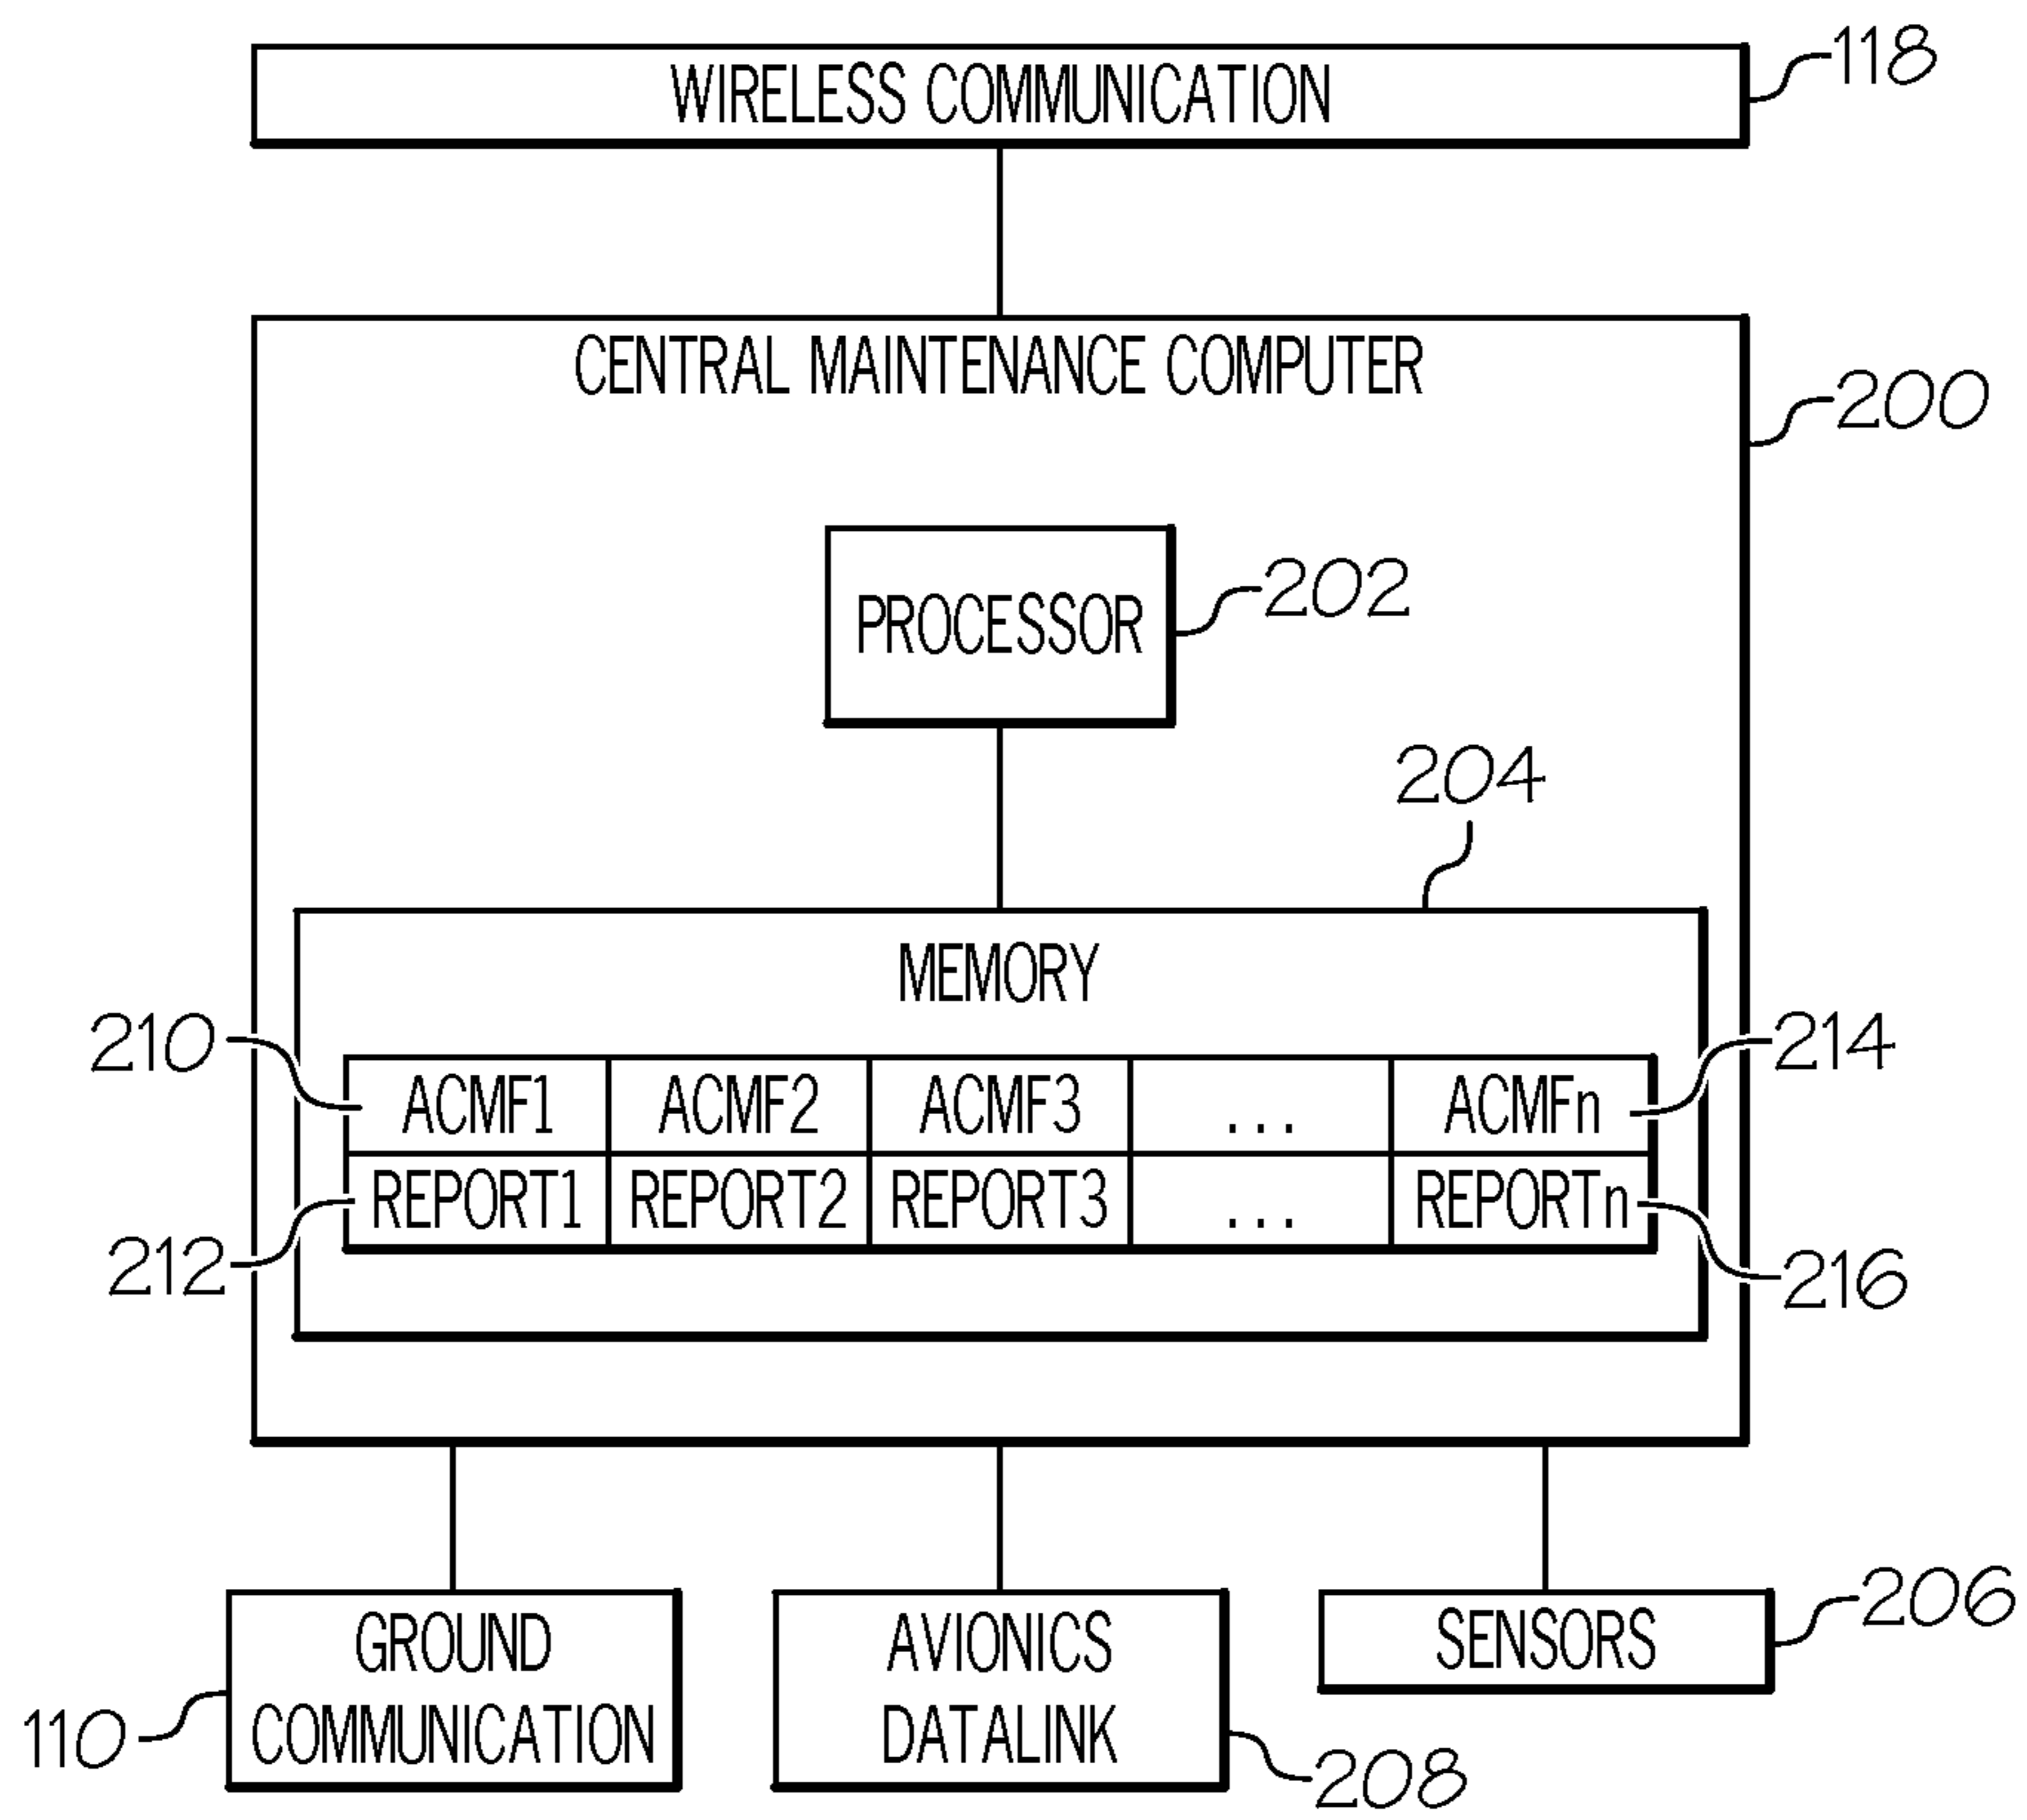 WIRELESS COMMUNICATION
118
CENTRAL MAINTENANCE COMPUTER
200
PROCESSOR
202
204
MEMORY
210
214
ACMF1 ACMF2 ACMF3 ... ACMFn
REPORT1 REPORT2 REPORT3 ... REPORTn
212
216
GROUND
COMMUNICATION
110
AVIONICS
DATALINK
208
SENSORS
206